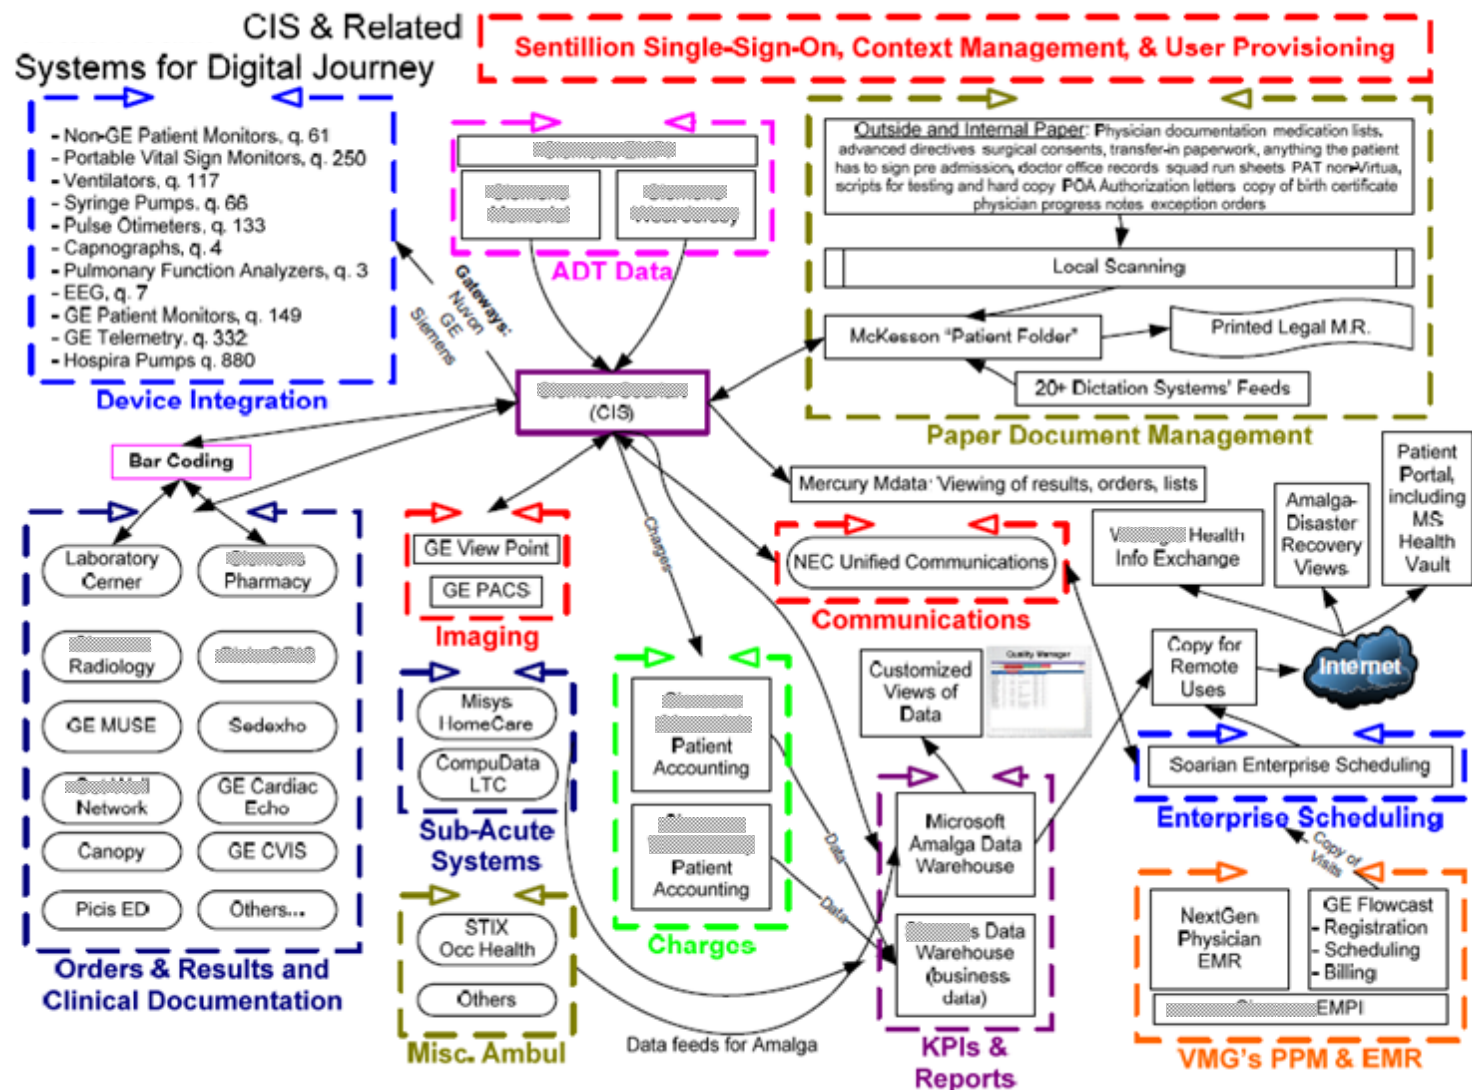 CIS & Related
Systems for Digital Journey
Sentillion Single-Sign-On, Context Management, & User Provisioning
- Non-GE Patient Monitors, q. 61
- Portable Vital Sign Monitors, q. 250
- Ventilators, q. 117
- Syringe Pumps, q. 66
- Pulse Otimeters, q. 133
- Capnographs, q. 4
- Pulmonary Function Analyzers, q. 3
- EEG, q. 7
- GE Patient Monitors, q. 149
- GE Telemetry, q. 332
- Hospira Pumps q. 880
Device Integration
Gateways:
Nuvon
GE
Siemens
ADT Data
Outside and Internal Paper: Physician documentation medication lists,
advanced directives surgical consents, transfer-in paperwork, anything the patient
has to sign pre admission, doctor office records squad run sheets PAT non-Virtua,
scripts for testing and hard copy POA Authorization letters copy of birth certificate
physician progress notes exception orders
Local Scanning
McKesson "Patient Folder"
Printed Legal M.R.
20+ Dictation Systems' Feeds
Paper Document Management
(CIS)
Bar Coding
Mercury Mdata: Viewing of results, orders, lists
Laboratory
Cerner
Pharmacy
Radiology
GE MUSE
Sedexho
Network
GE Cardiac
Echo
Canopy
GE CVIS
Picis ED
Others...
Orders & Results and
Clinical Documentation
GE View Point
GE PACS
Imaging
Misys
HomeCare
CompuData
LTC
Sub-Acute
Systems
STIX
Occ Health
Others
Misc. Ambul
Charges
Patient
Accounting
Patient
Accounting
Charges
Data
Data
Data feeds for Amalga
NEC Unified Communications
Communications
Customized
Views of
Data
Quality Manager
Microsoft
Amalga Data
Warehouse
Data
Warehouse
(business
data)
KPIs &
Reports
Health
Info Exchange
Amalga-
Disaster
Recovery
Views
Patient
Portal,
including
MS
Health
Vault
Copy for
Remote
Uses
Internet
Soarian Enterprise Scheduling
Enterprise Scheduling
Copy of
Visits
NextGen
Physician
EMR
GE Flowcast
- Registration
- Scheduling
- Billing
EMPI
VMG's PPM & EMR